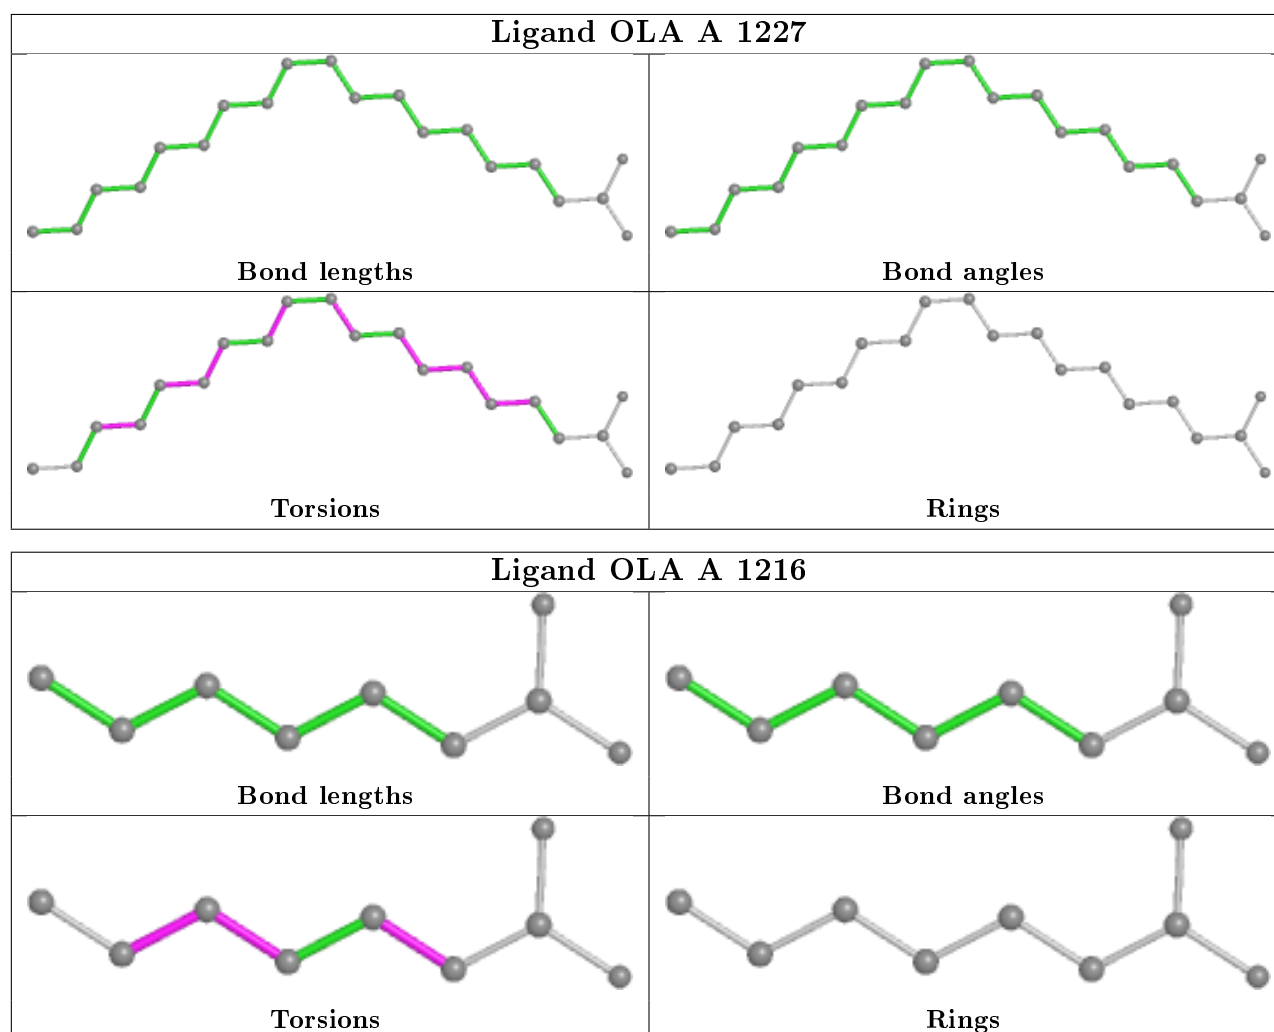 Ligand OLA A 1227
Bond lengths
Bond angles
Torsions
Rings
Ligand OLA A 1216
Bond lengths
Bond angles
Torsions
Rings